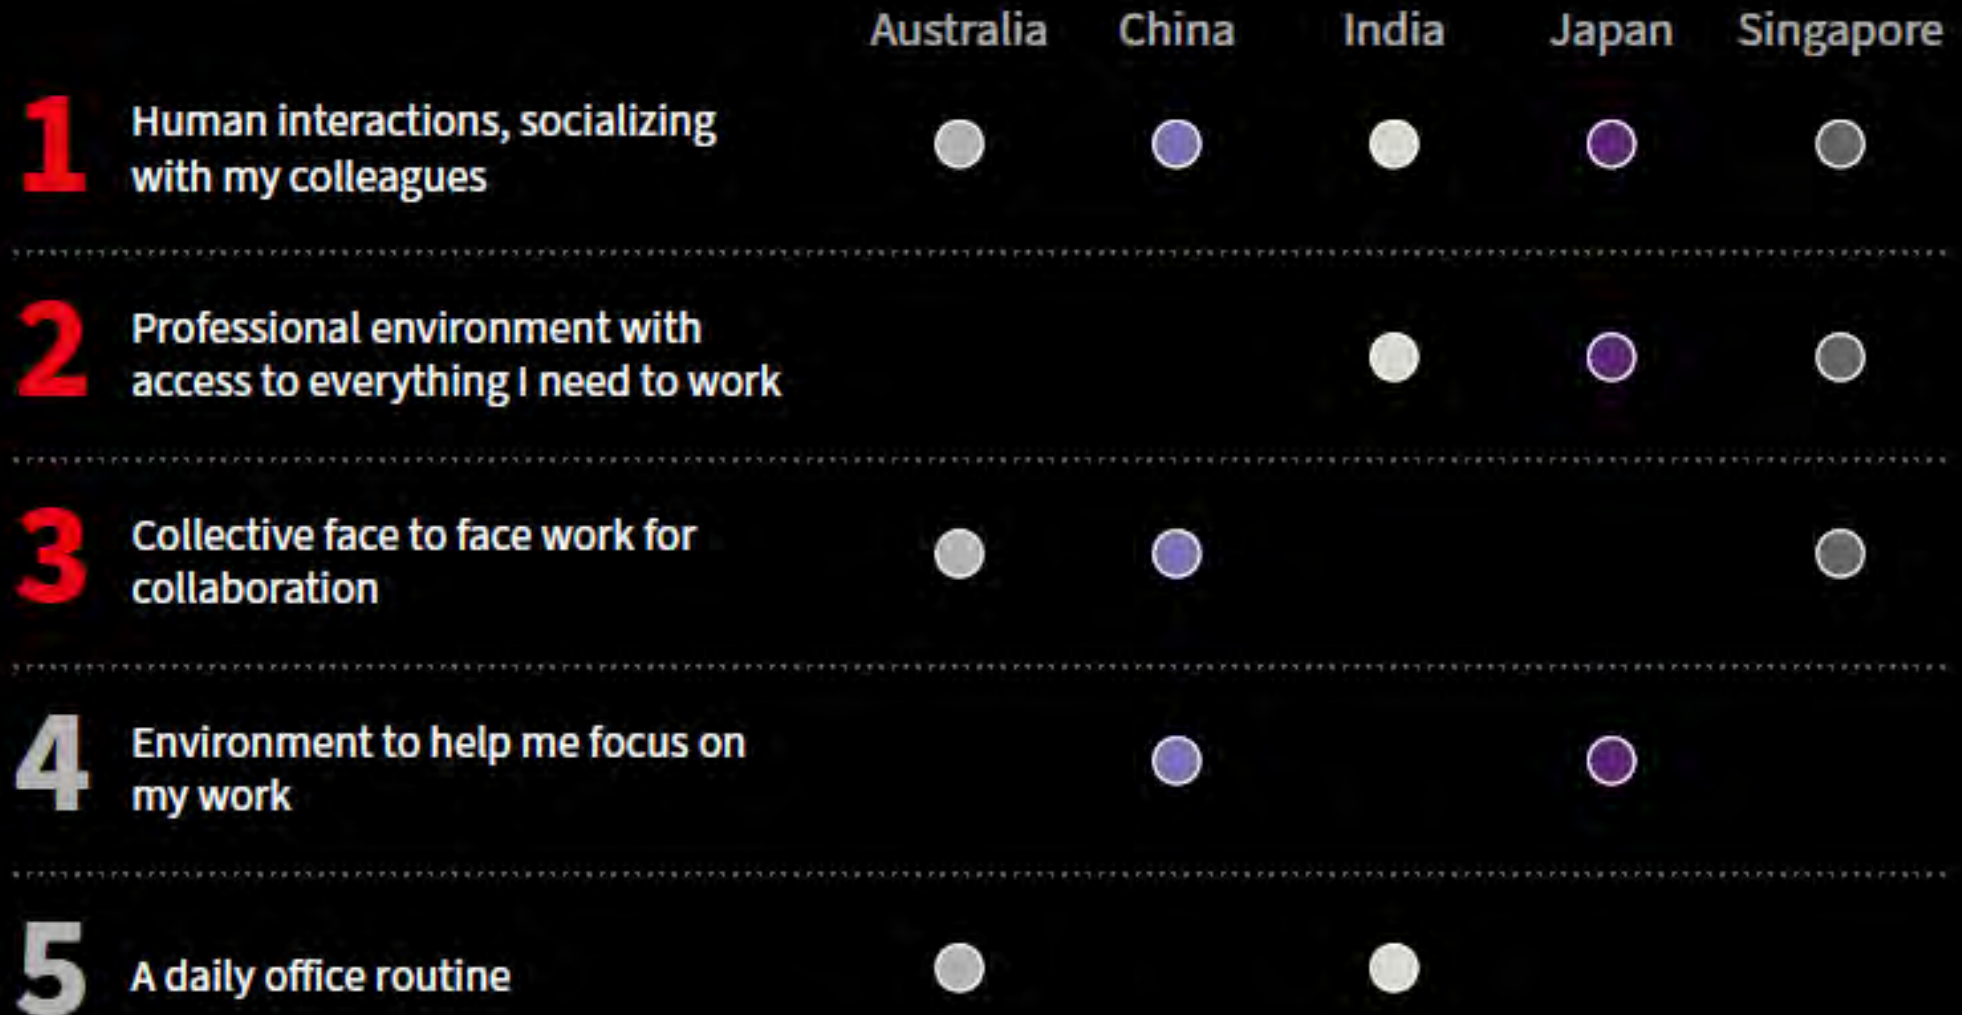 Australia China India Japan Singapore
1 Human interactions, socializing
with my colleagues
2 Professional environment with
access to everything I need to work
3 Collective face to face work for
collaboration
4 Environment to help me focus on
my work
5 A daily office routine